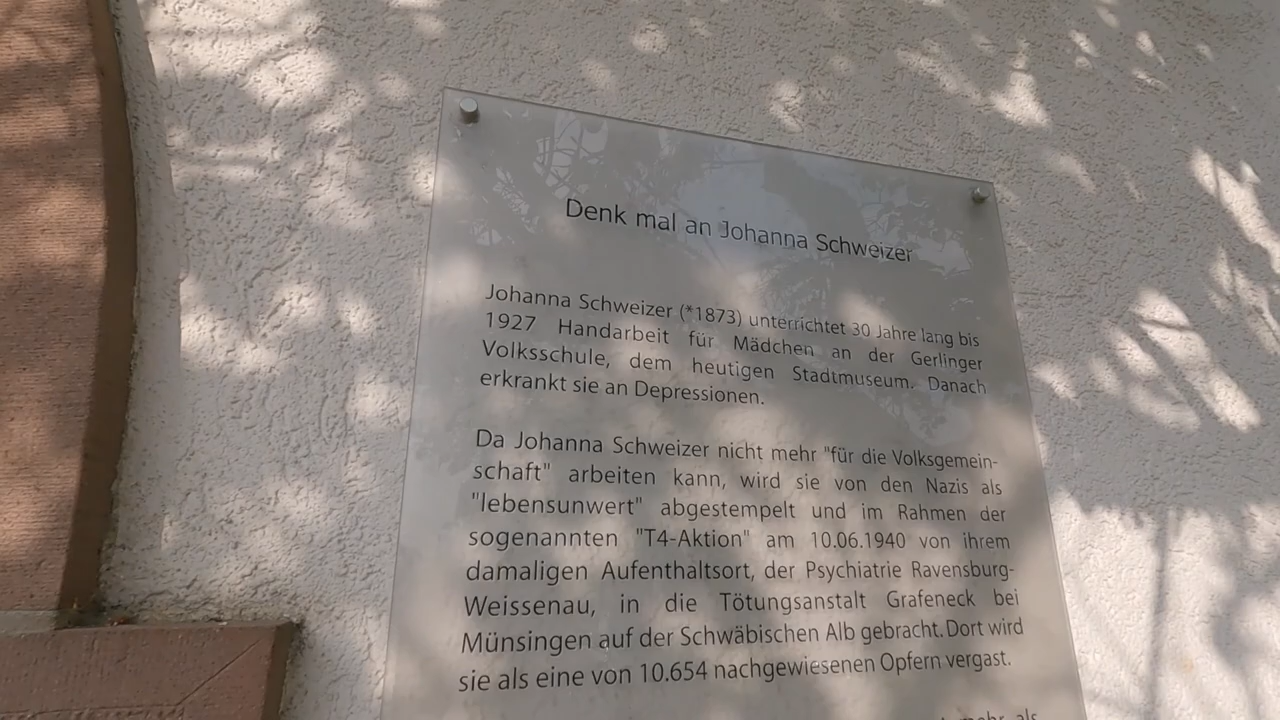 Denk mal an Johanna Schweizer
Johanna Schweizer (*1873) unterrichtet 30 Jahre lang bis
1927 Handarbeit für Mädchen an der Gerlinger
Volksschule, dem heutigen Stadtmuseum. Danach
erkrankt sie an Depressionen.
Da Johanna Schweizer nicht mehr "für die Volksgemein-
schaft" arbeiten kann, wird sie von den Nazis als
"lebensunwert" abgestempelt und im Rahmen der
sogenannten "T4-Aktion" am 10.06.1940 von ihrem
damaligen Aufenthaltsort, der Psychiatrie Ravensburg-
Weissenau, in die Tötungsanstalt Grafeneck bei
Münsingen auf der Schwäbischen Alb gebracht. Dort wird
sie als eine von 10.654 nachgewiesenen Opfern vergast.
mehr als